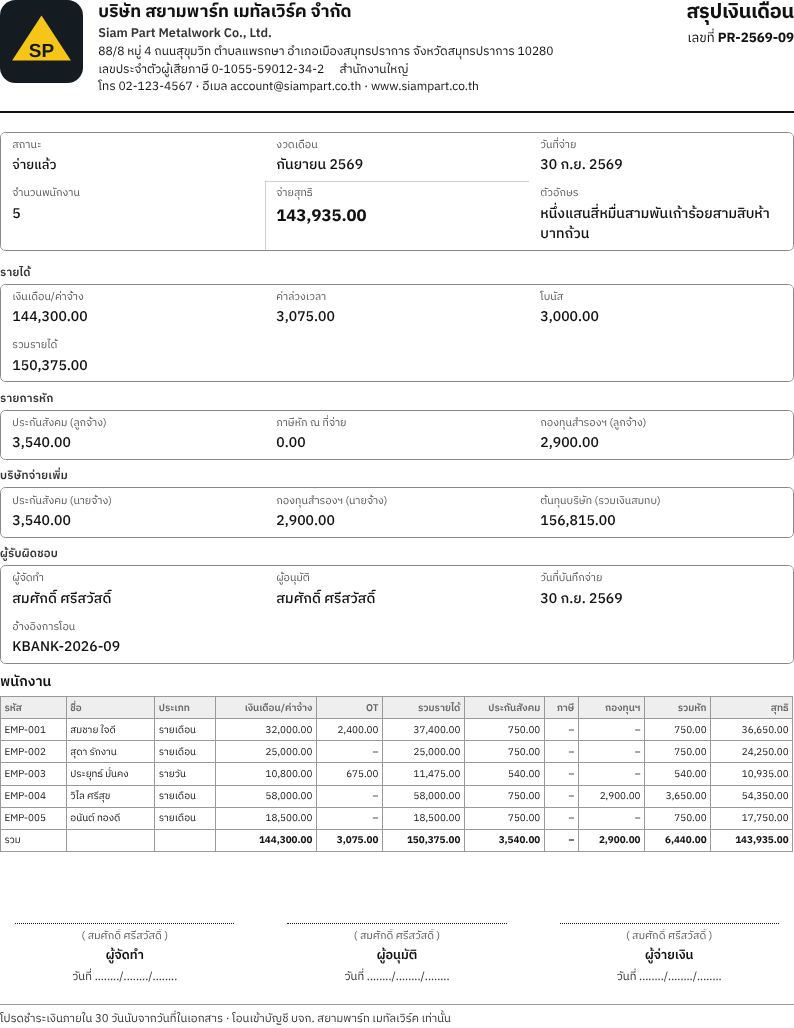 SP
บริษัท สยามพาร์ท เมทัลเวิร์ค จำกัด
Siam Part Metalwork Co., Ltd.
88/8 หมู่ 4 ถนนสุขุมวิท ตำบลแพรกษา อำเภอเมืองสมุทรปราการ จังหวัดสมุทรปราการ 10280
เลขประจำตัวผู้เสียภาษี 0-1055-59012-34-2 สำนักงานใหญ่
โทร 02-123-4567 · อีเมล account@siampart.co.th · www.siampart.co.th
สรุปเงินเดือน
เลขที่ PR-2569-09
สถานะ งวดเดือน วันที่จ่าย
จ่ายแล้ว กันยายน 2569 30 ก.ย. 2569
จำนวนพนักงาน จ่ายสุทธิ ตัวอักษร
5 143,935.00 หนึ่งแสนสี่หมื่นสามพันเก้าร้อยสามสิบห้า
บาทถ้วน
รายได้
เงินเดือน/ค่าจ้าง ค่าล่วงเวลา โบนัส
144,300.00 3,075.00 3,000.00
รวมรายได้
150,375.00
รายการหัก
ประกันสังคม (ลูกจ้าง) ภาษีหัก ณ ที่จ่าย กองทุนสำรองฯ (ลูกจ้าง)
3,540.00 0.00 2,900.00
บริษัทจ่ายเพิ่ม
ประกันสังคม (นายจ้าง) กองทุนสำรองฯ (นายจ้าง) ต้นทุนบริษัท (รวมเงินสมทบ)
3,540.00 2,900.00 156,815.00
ผู้รับผิดชอบ
ผู้จัดทำ ผู้อนุมัติ วันที่บันทึกจ่าย
สมศักดิ์ ศรีสวัสดิ์ สมศักดิ์ ศรีสวัสดิ์ 30 ก.ย. 2569
อ้างอิงการโอน
KBANK-2026-09
พนักงาน
รหัส ชื่อ ประเภท เงินเดือน/ค่าจ้าง OT รวมรายได้ ประกันสังคม ภาษี กองทุนฯ รวมหัก สุทธิ
EMP-001 สมชาย ใจดี รายเดือน 32,000.00 2,400.00 37,400.00 750.00 – – 750.00 36,650.00
EMP-002 สุดา รักงาน รายเดือน 25,000.00 – 25,000.00 750.00 – – 750.00 24,250.00
EMP-003 ประยุทธ์ มั่นคง รายวัน 10,800.00 675.00 11,475.00 540.00 – – 540.00 10,935.00
EMP-004 วิไล ศรีสุข รายเดือน 58,000.00 – 58,000.00 750.00 – 2,900.00 3,650.00 54,350.00
EMP-005 อนันต์ ทองดี รายเดือน 18,500.00 – 18,500.00 750.00 – – 750.00 17,750.00
รวม 144,300.00 3,075.00 150,375.00 3,540.00 – 2,900.00 6,440.00 143,935.00
( สมศักดิ์ ศรีสวัสดิ์ ) ( สมศักดิ์ ศรีสวัสดิ์ ) ( สมศักดิ์ ศรีสวัสดิ์ )
ผู้จัดทำ ผู้อนุมัติ ผู้จ่ายเงิน
วันที่ ......../......../........ วันที่ ......../......../........ วันที่ ......../......../........
โปรดชำระเงินภายใน 30 วันนับจากวันที่ในเอกสาร · โอนเข้าบัญชี บจก. สยามพาร์ท เมทัลเวิร์ค เท่านั้น